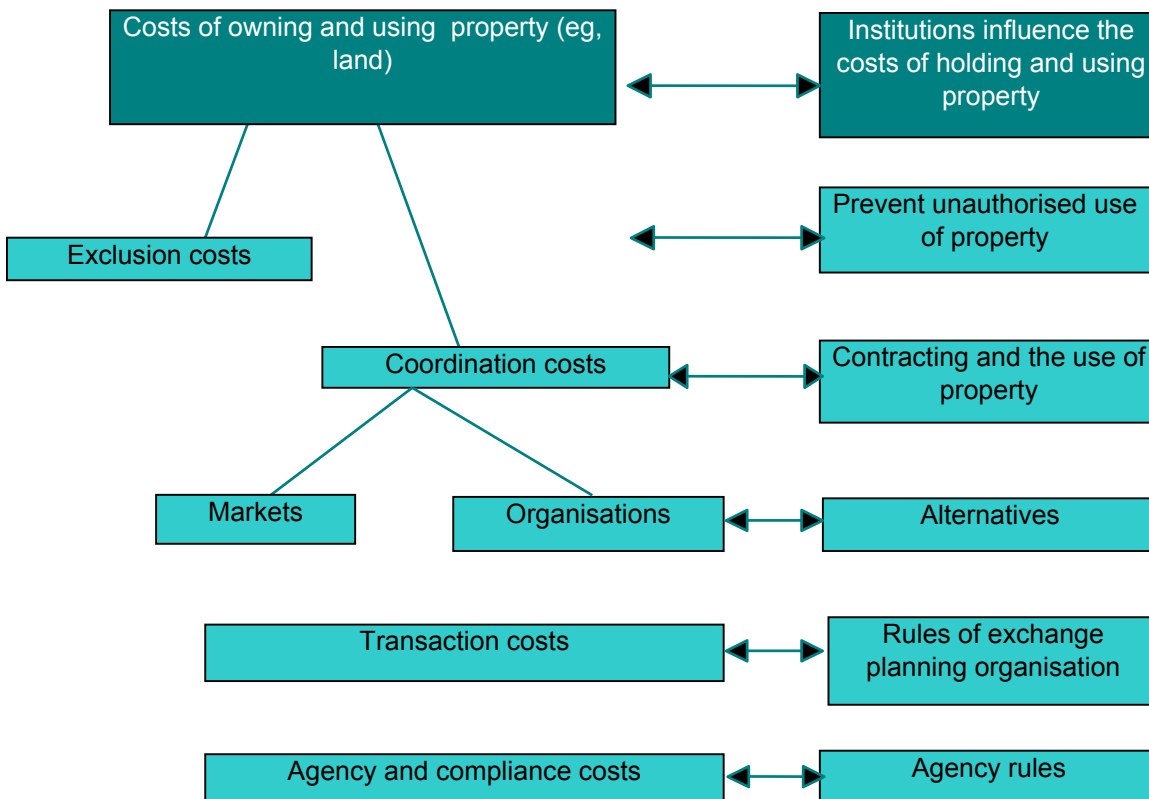 Costs of owning and using property (eg,
land)
Institutions influence the
costs of holding and using
property
Exclusion costs
Prevent unauthorised use
of property
Coordination costs
Contracting and the use of
property
Markets
Organisations
Alternatives
Transaction costs
Rules of exchange
planning organisation
Agency and compliance costs
Agency rules